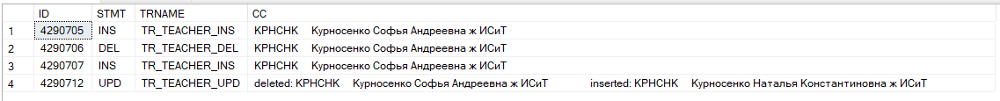 ID STMT TRNAME CC
1 4290705 INS TR_TEACHER_INS КРНСНК Курносенко Софья Андреевна ж ИСиТ
2 4290706 DEL TR_TEACHER_DEL КРНСНК Курносенко Софья Андреевна ж ИСиТ
3 4290707 INS TR_TEACHER_INS КРНСНК Курносенко Софья Андреевна ж ИСиТ
4 4290712 UPD TR_TEACHER_UPD deleted: КРНСНК Курносенко Софья Андреевна ж ИСиТ inserted: КРНСНК Курносенко Наталья Константиновна ж ИСиТ